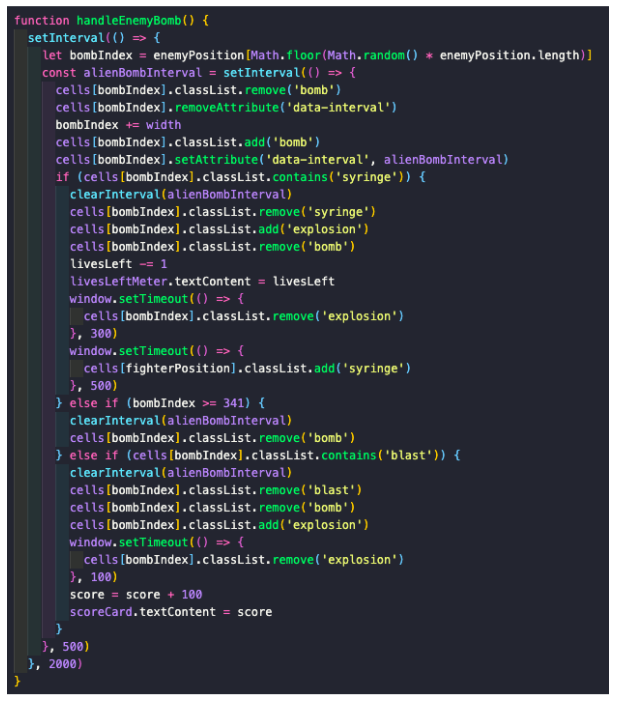 function handleEnemyBomb() {
  setInterval(() => {
    let bombIndex = enemyPosition[Math.floor(Math.random() * enemyPosition.length)]
    const alienBombInterval = setInterval(() => {
      cells[bombIndex].classList.remove('bomb')
      cells[bombIndex].removeAttribute('data-interval')
      bombIndex += width
      cells[bombIndex].classList.add('bomb')
      cells[bombIndex].setAttribute('data-interval', alienBombInterval)
      if (cells[bombIndex].classList.contains('syringe')) {
        clearInterval(alienBombInterval)
        cells[bombIndex].classList.remove('syringe')
        cells[bombIndex].classList.add('explosion')
        cells[bombIndex].classList.remove('bomb')
        livesLeft -= 1
        livesLeftMeter.textContent = livesLeft
        window.setTimeout(() => {
          cells[bombIndex].classList.remove('explosion')
        }, 300)
        window.setTimeout(() => {
          cells[fighterPosition].classList.add('syringe')
        }, 500)
      } else if (bombIndex >= 341) {
        clearInterval(alienBombInterval)
        cells[bombIndex].classList.remove('bomb')
      } else if (cells[bombIndex].classList.contains('blast')) {
        clearInterval(alienBombInterval)
        cells[bombIndex].classList.remove('blast')
        cells[bombIndex].classList.remove('bomb')
        cells[bombIndex].classList.add('explosion')
        window.setTimeout(() => {
          cells[bombIndex].classList.remove('explosion')
        }, 100)
        score = score + 100
        scoreCard.textContent = score
      }
    }, 500)
  }, 2000)
}